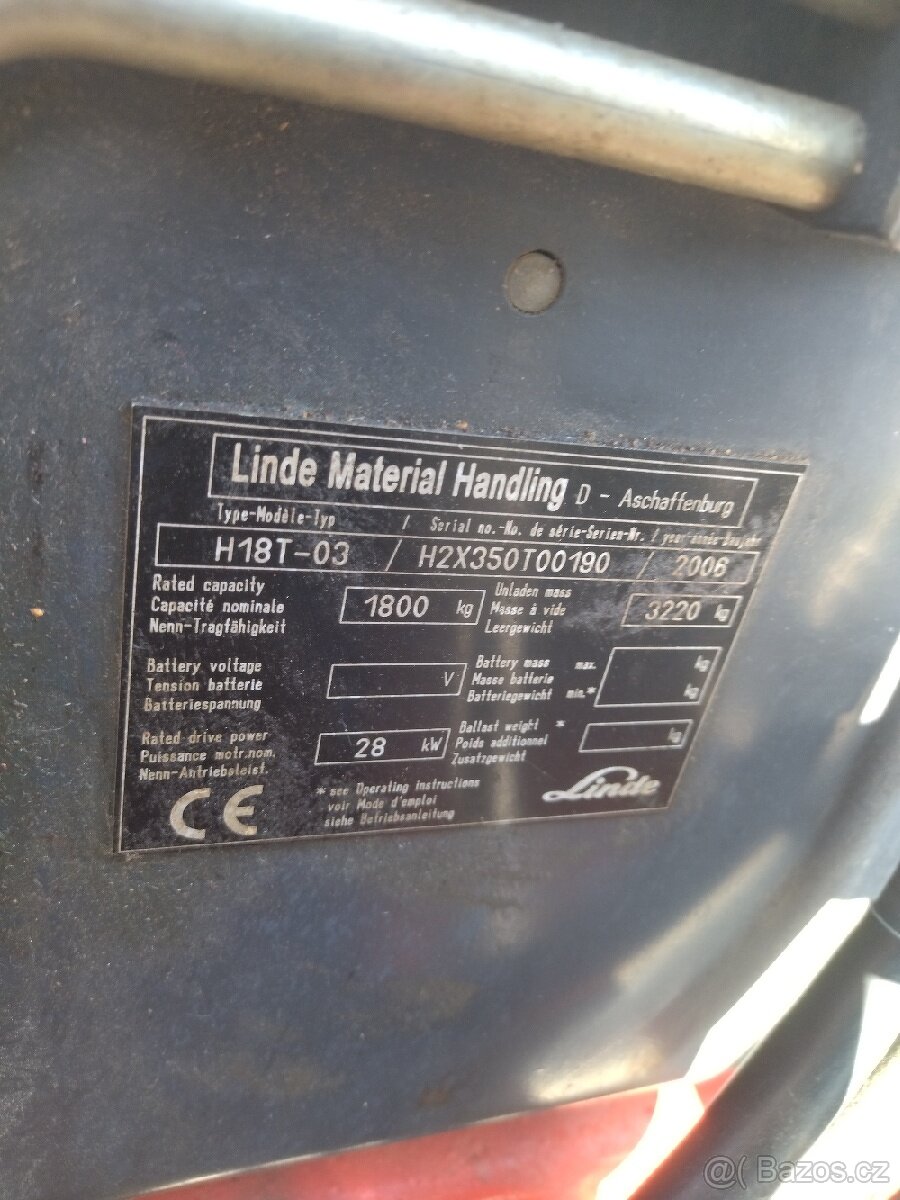 Linde Material Handling D - Aschaffenburg
Type-Modèle-Typ / Serial no.-No. de série-Serien-Nr. / year-année-Baujahr
H18T-03 / H2X350T00190 / 2006
Rated capacity
Capacité nominale
Nenn-Tragfähigkeit
1800 kg
Unladen mass
Masse à vide
Leergewicht
3220 kg
Battery voltage
Tension batterie
Batteriespannung
V
Battery mass max.
Masse batterie
Batteriegewicht min.*
kg
kg
Rated drive power
Puissance motr.nom.
Nenn-Antriebsleist.
28 kW
Ballast weight *
Poids additionnel
Zusatzgewicht
kg
CE
* see Operating instructions
voir Mode d'emploi
siehe Betriebsanleitung
Linde
@( Bazos.cz